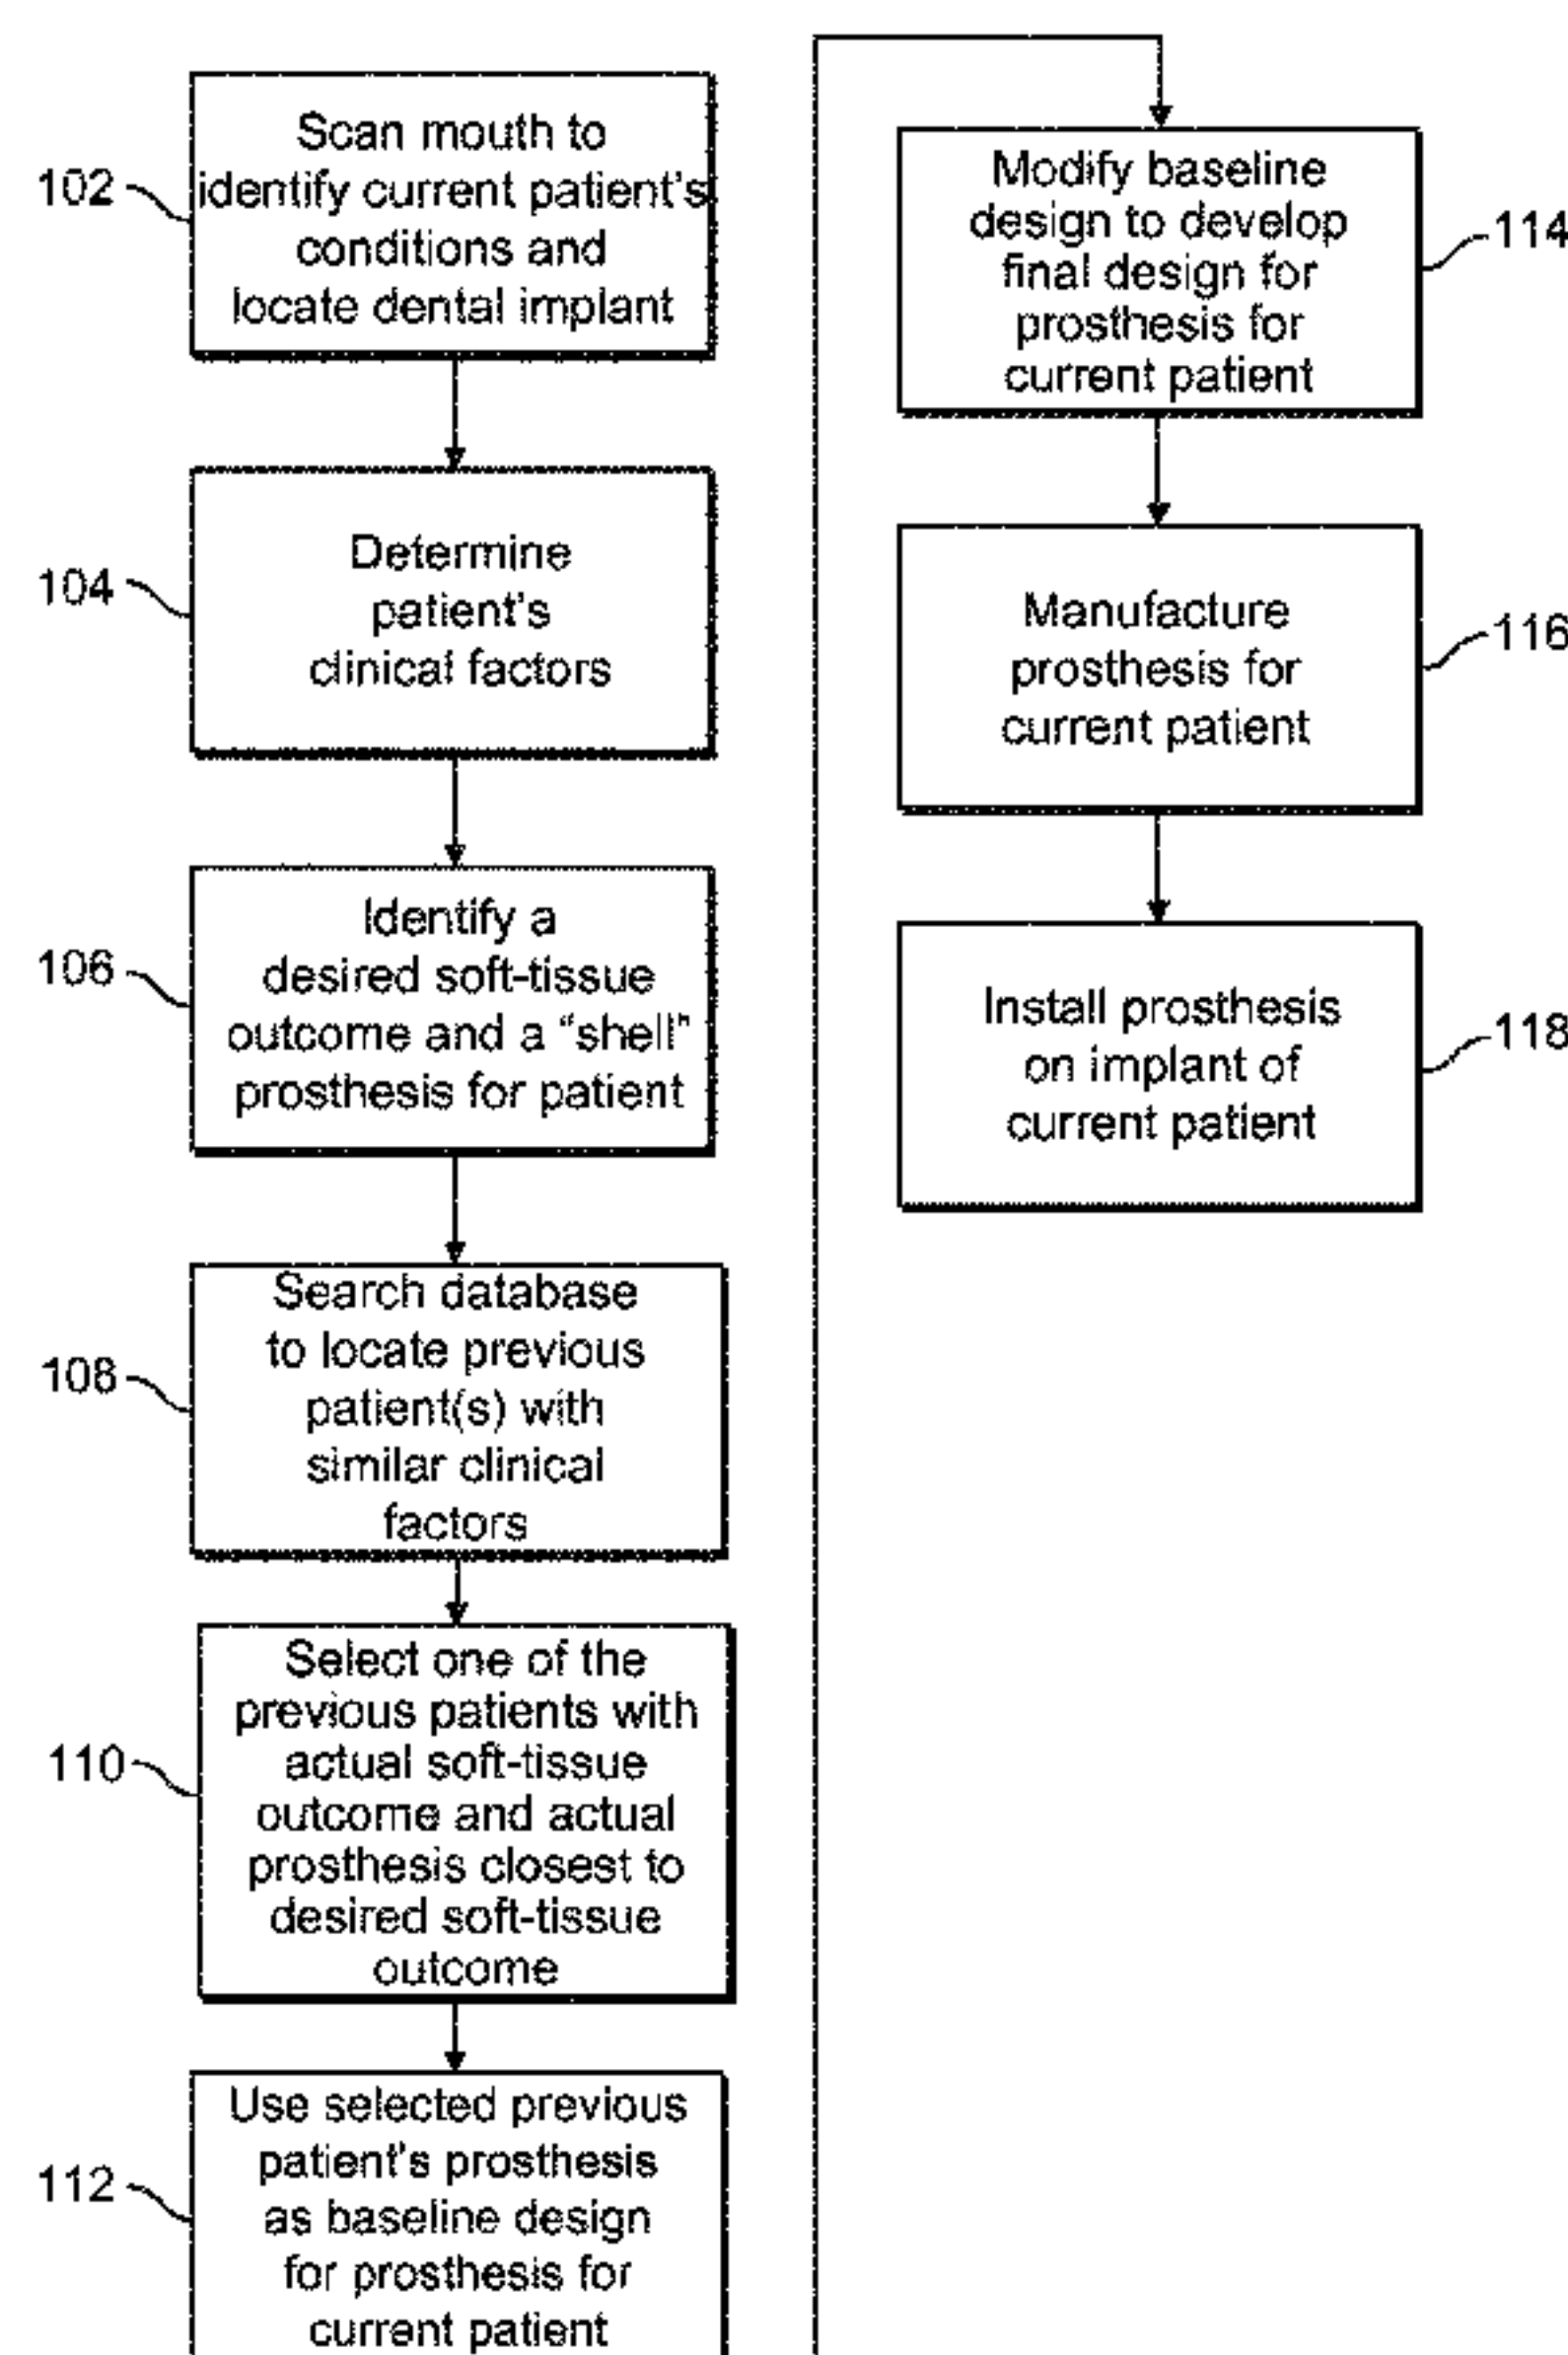 102
Scan mouth to
identify current patient's
conditions and
locate dental implant
104
Determine
patient's
clinical factors
106
Identify a
desired soft-tissue
outcome and a “shell”
prosthesis for patient
108
Search database
to locate previous
patient(s) with
similar clinical
factors
110
Select one of the
previous patients with
actual soft-tissue
outcome and actual
prosthesis closest to
desired soft-tissue
outcome
112
Use selected previous
patient's prosthesis
as baseline design
for prosthesis for
current patient
Modify baseline
design to develop
final design for
prosthesis for
current patient
114
Manufacture
prosthesis for
current patient
116
Install prosthesis
on implant of
current patient
118